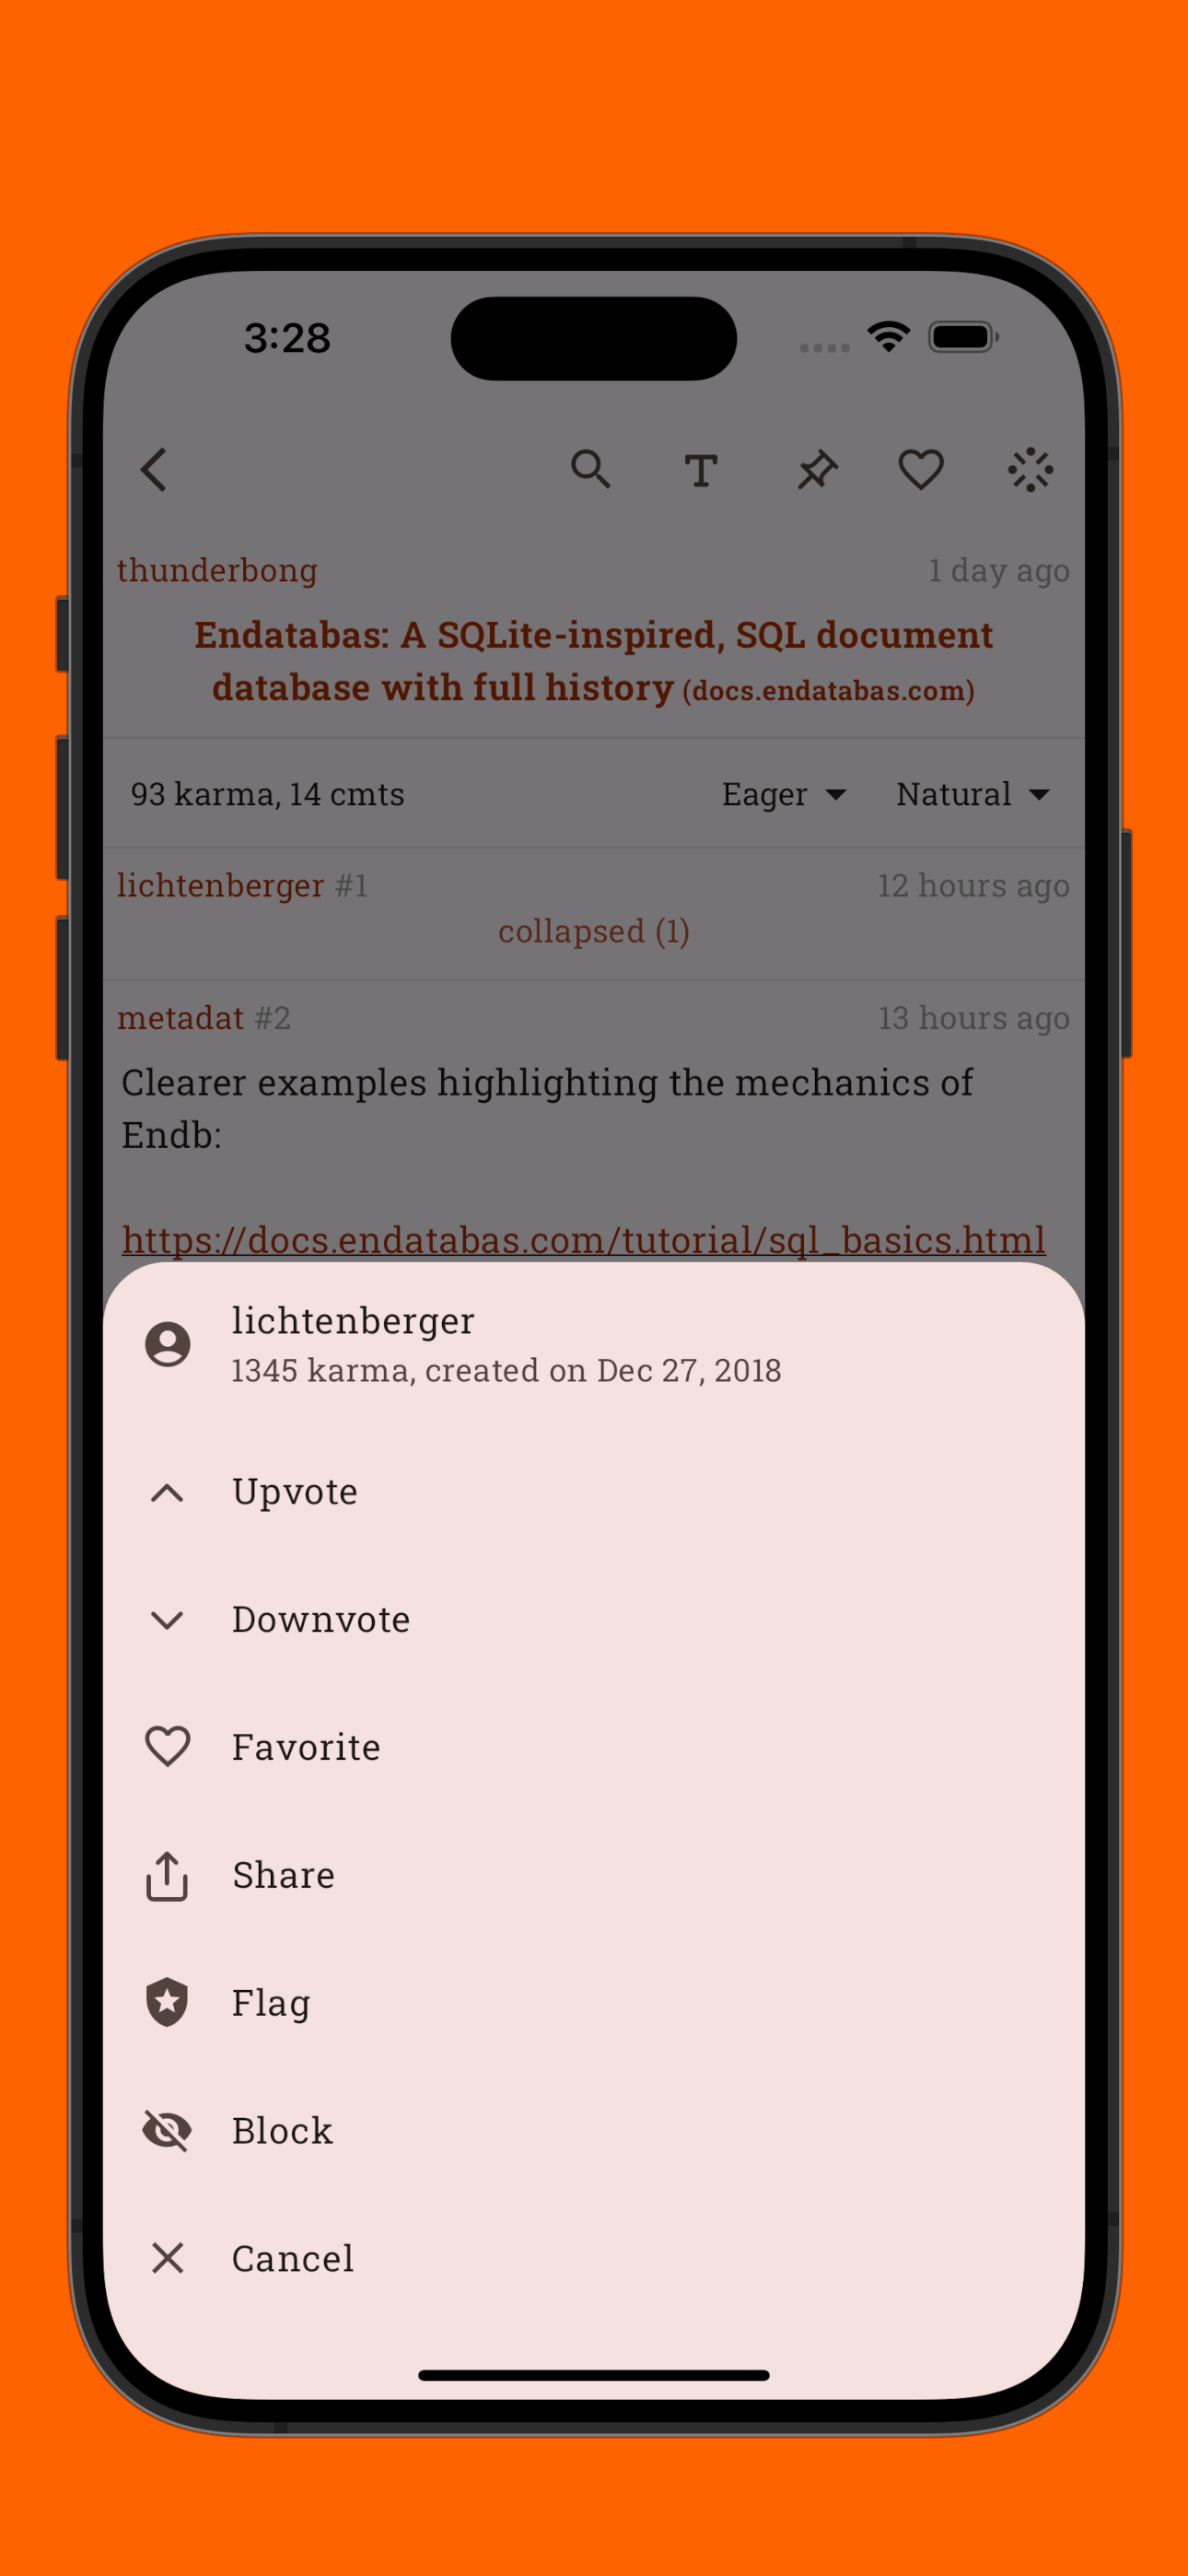 3:28
thunderbong 1 day ago
Endatabas: A SQLite-inspired, SQL document
database with full history (docs.endatabas.com)
93 karma, 14 cmts Eager Natural
lichtenberger #1 12 hours ago
collapsed (1)
metadat #2 13 hours ago
Clearer examples highlighting the mechanics of
Endb:
https://docs.endatabas.com/tutorial/sql_basics.html
lichtenberger
1345 karma, created on Dec 27, 2018
Upvote
Downvote
Favorite
Share
Flag
Block
Cancel